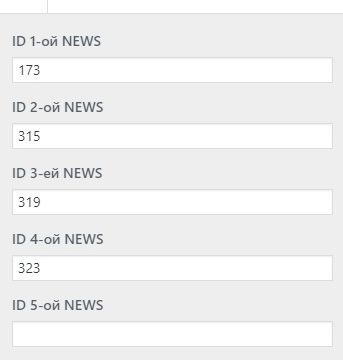 ID 1-ой NEWS
173
ID 2-ой NEWS
315
ID 3-ей NEWS
319
ID 4-ой NEWS
323
ID 5-ой NEWS